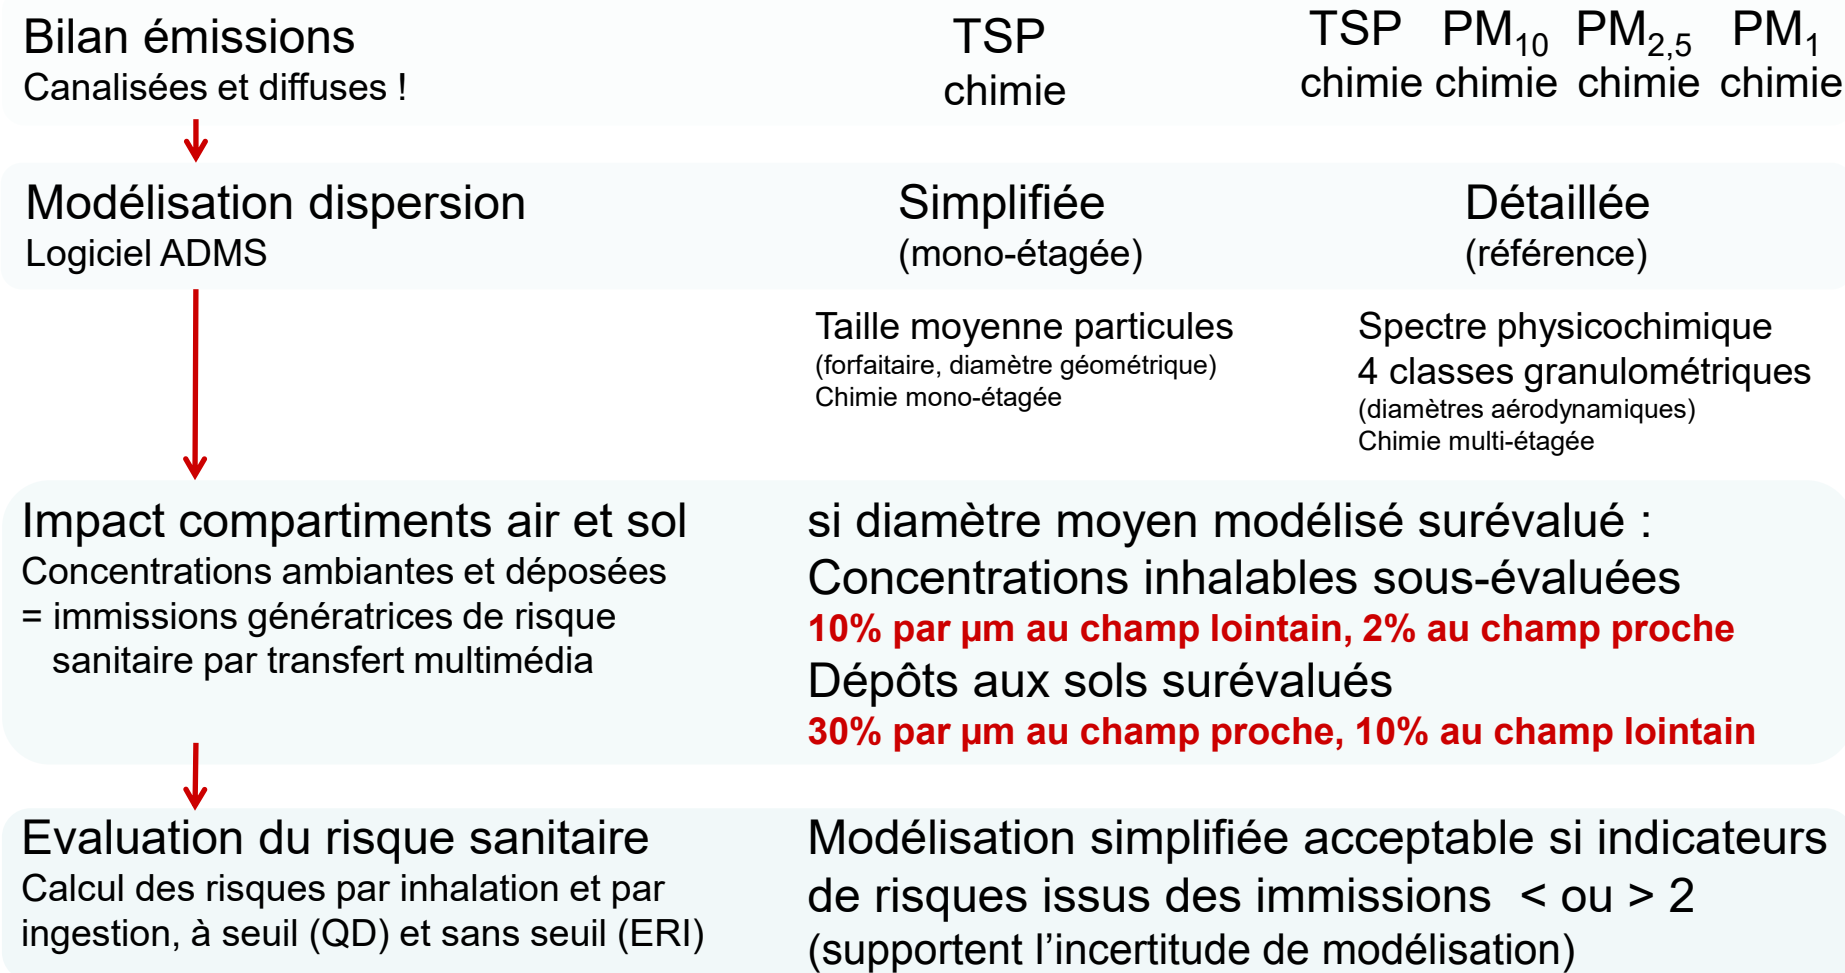 Bilan émissions
Canalisées et diffuses !
TSP
chimie
TSP PM10 PM2,5 PM1
chimie chimie chimie chimie
Modélisation dispersion
Logiciel ADMS
Simplifiée
(mono-étagée)
Détaillée
(référence)
Taille moyenne particules
(forfaitaire, diamètre géométrique)
Chimie mono-étagée
Spectre physicochimique
4 classes granulométriques
(diamètres aérodynamiques)
Chimie multi-étagée
Impact compartiments air et sol
Concentrations ambiantes et déposées
= immissions génératrices de risque
sanitaire par transfert multimédia
si diamètre moyen modélisé surévalué :
Concentrations inhalables sous-évaluées
10% par µm au champ lointain, 2% au champ proche
Dépôts aux sols surévalués
30% par µm au champ proche, 10% au champ lointain
Evaluation du risque sanitaire
Calcul des risques par inhalation et par
ingestion, à seuil (QD) et sans seuil (ERI)
Modélisation simplifiée acceptable si indicateurs
de risques issus des immissions < ou > 2
(supportent l’incertitude de modélisation)